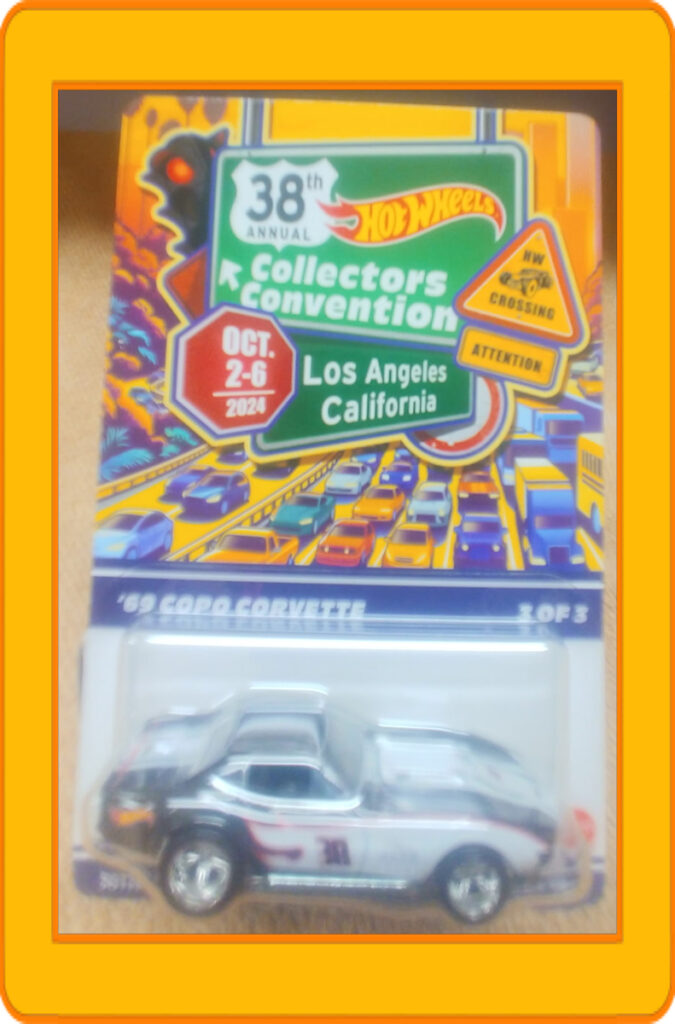 38th
ANNUAL
HOT WHEELS
Collectors
Convention
HW
CROSSING
ATTENTION
OCT.
2-6
2024
Los Angeles
California
'69 COPO CORVETTE
OF 3